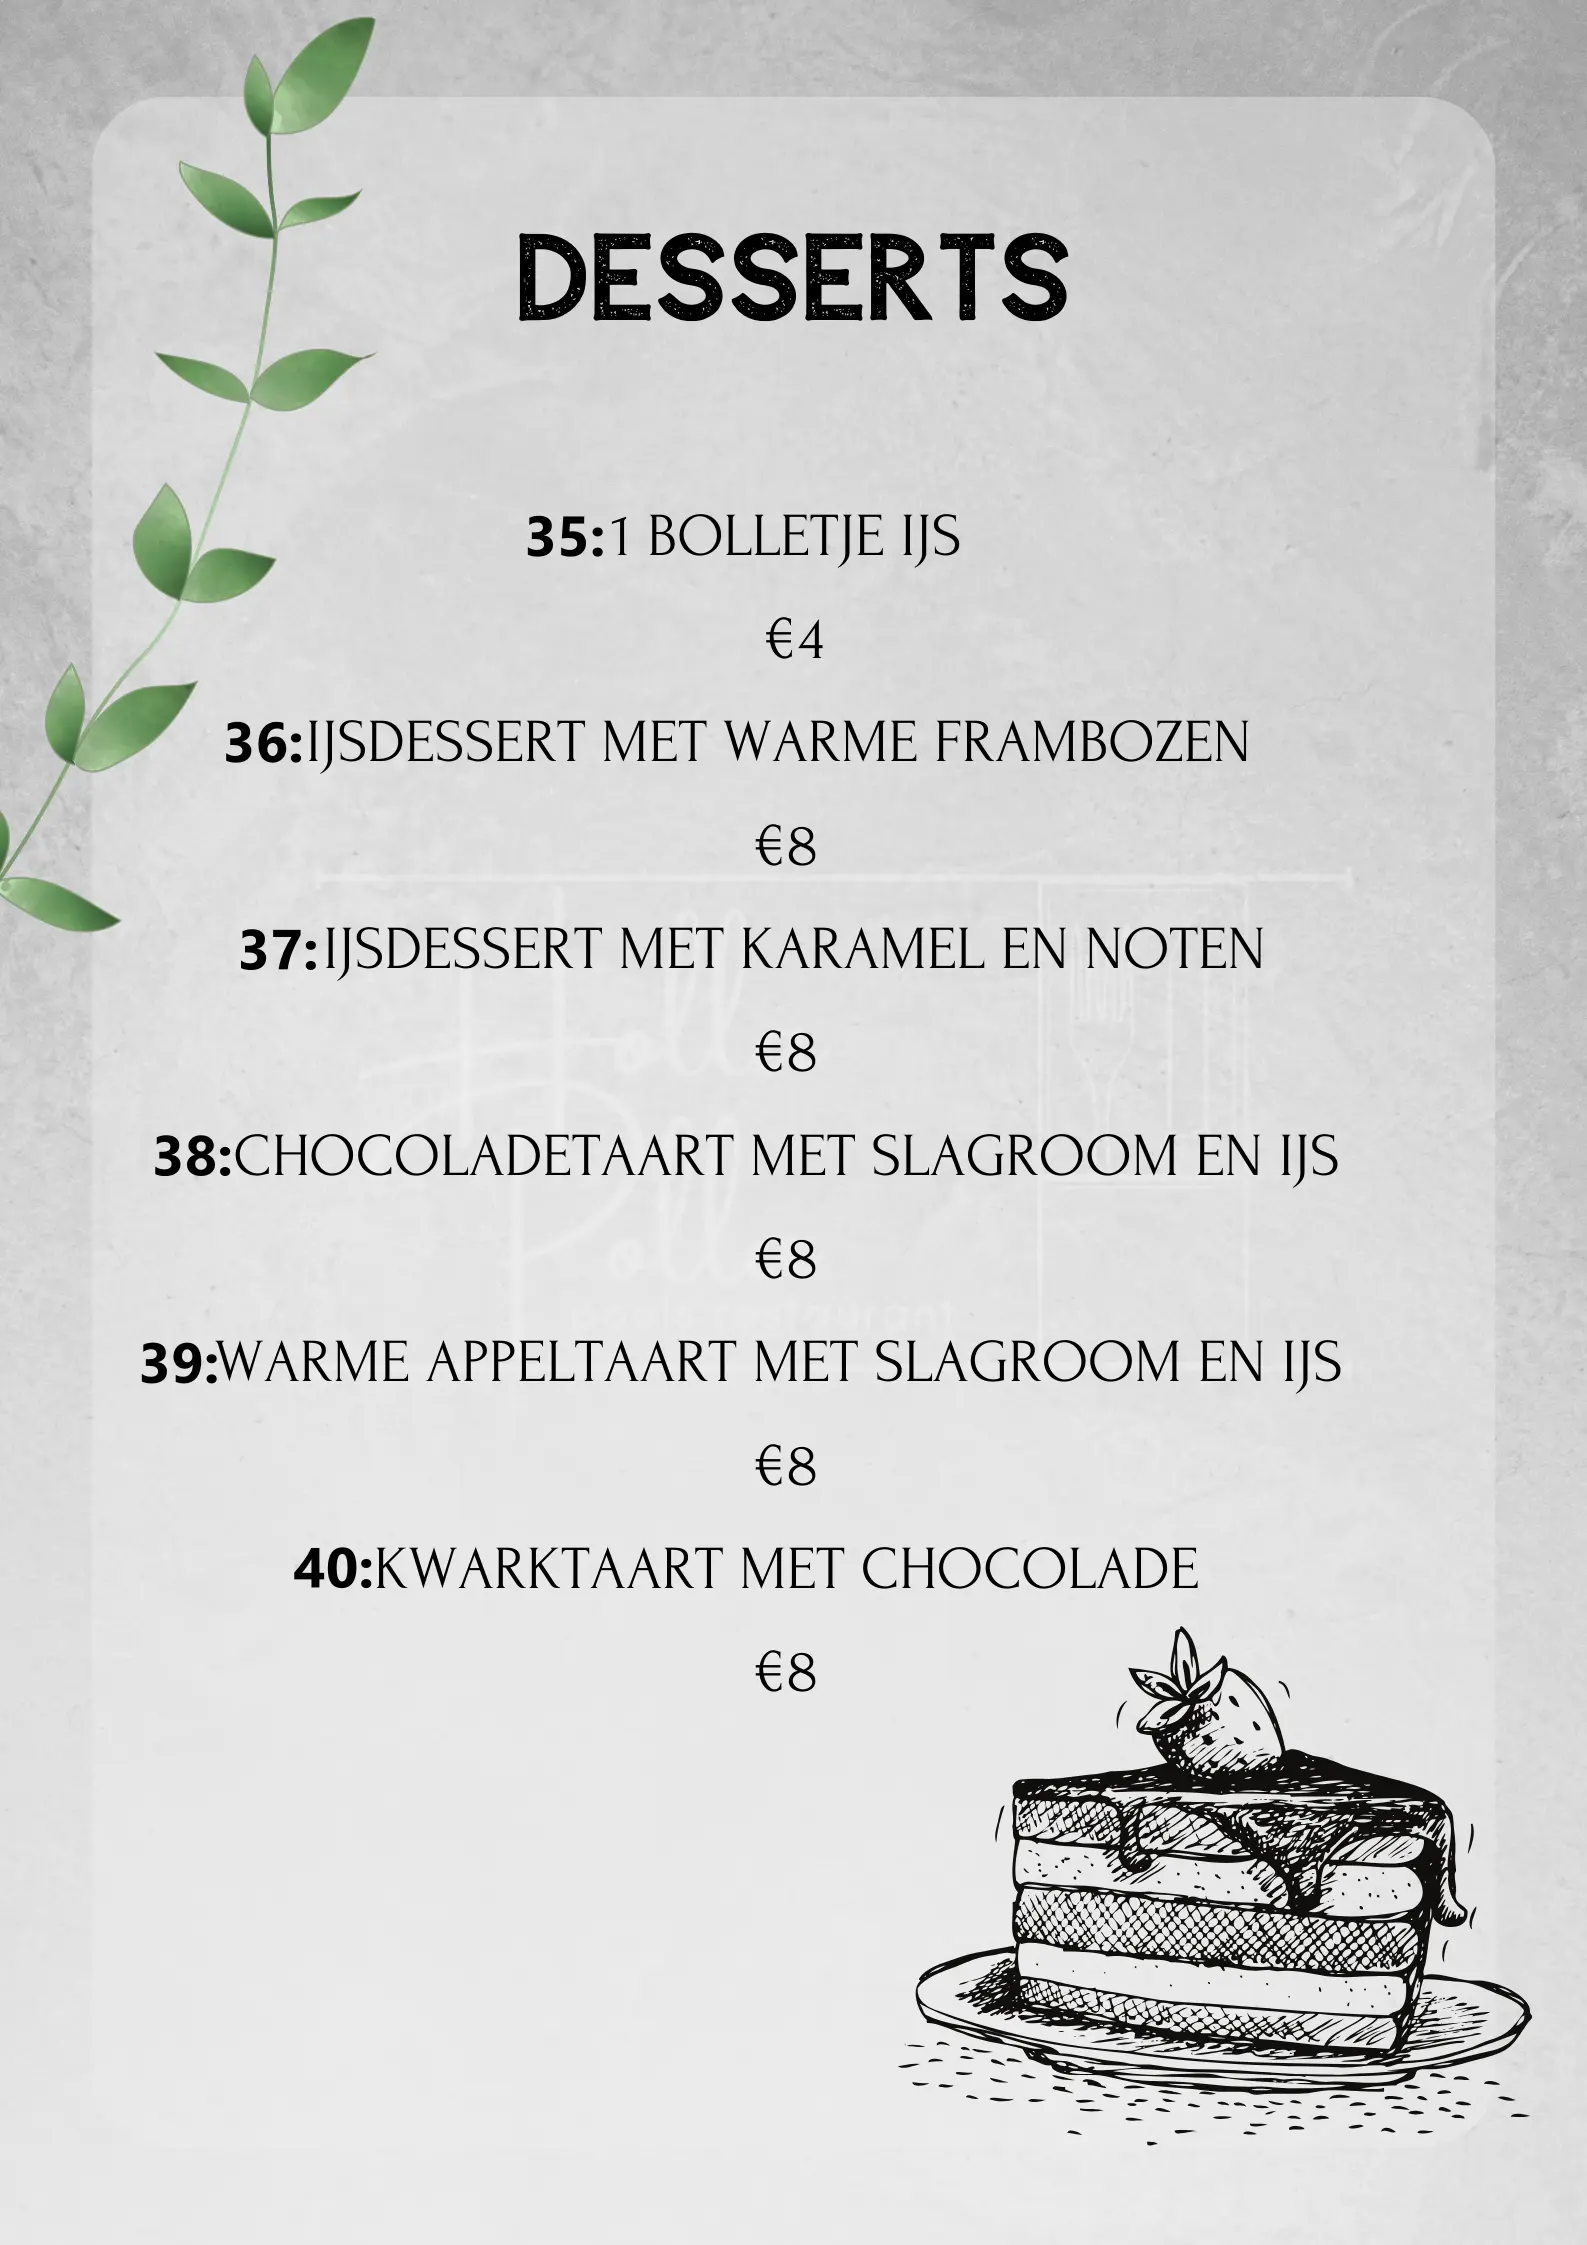 DESSERTS
35:1 BOLLETJE IJS
€4
36:IJSDESSERT MET WARME FRAMBOZEN
€8
37:IJSDESSERT MET KARAMEL EN NOTEN
€8
38:CHOCOLADETAART MET SLAGROOM EN IJS
€8
39:WARME APPELTAART MET SLAGROOM EN IJS
€8
40:KWARKTAART MET CHOCOLADE
€8